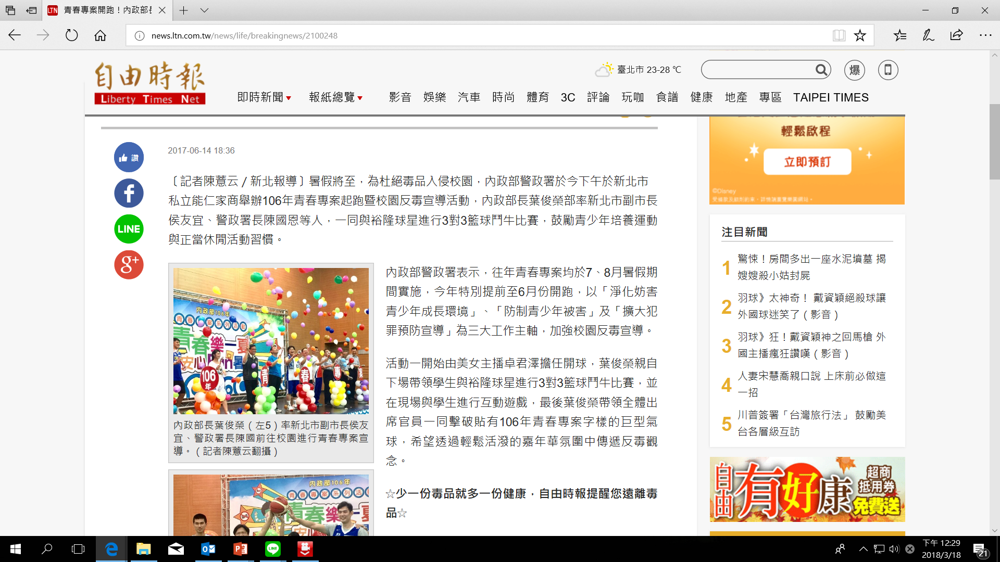 青春專案開跑！內政部長
news.ltn.com.tw/news/life/breakingnews/2100248
自由時報
Liberty Times Net
臺北市 23-28 ℃
爆
即時新聞 報紙總覽 影音 娛樂 汽車 時尚 體育 3C 評論 玩咖 食譜 健康 地產 專區 TAIPEI TIMES
讚
LINE
g+
2017-06-14 18:36
〔記者陳薏云／新北報導〕暑假將至，為杜絕毒品入侵校園，內政部警政署於今下午於新北市
私立能仁家商舉辦106年青春專案起跑暨校園反毒宣導活動，內政部長葉俊榮部率新北市副市長
侯友宜、警政署長陳國恩等人，一同與裕隆球星進行3對3籃球鬥牛比賽，鼓勵青少年培養運動
與正當休閒活動習慣。
內政部106年
青春專案系列活動
青春樂一夏
106年
青春專案
內政部長葉俊榮（左5）率新北市副市長侯友
宜、警政署長陳國前往校園進行青春專案宣
導。（記者陳薏云翻攝）
內政部106年
青春專案系列活
青春樂一夏
內政部警政署表示，往年青春專案均於7、8月暑假期
間實施，今年特別提前至6月份開跑，以「淨化妨害
青少年成長環境」、「防制青少年被害」及「擴大犯
罪預防宣導」為三大工作主軸，加強校園反毒宣導。
活動一開始由美女主播卓君澤擔任開球，葉俊榮親自
下場帶領學生與裕隆球星進行3對3籃球鬥牛比賽，並
在現場與學生進行互動遊戲，最後葉俊榮帶領全體出
席官員一同擊破貼有106年青春專案字樣的巨型氣
球，希望透過輕鬆活潑的嘉年華氛圍中傳遞反毒觀
念。
☆少一份毒品就多一份健康，自由時報提醒您遠離毒
品☆
輕鬆啟程
立即預訂
©Disney
注目新聞
1 驚悚！房間多出一座水泥墳墓 揭
嫂嫂殺小姑封屍
2 羽球》太神奇！ 戴資穎絕殺球讓
外國球迷笑了（影音）
3 羽球》狂！戴資穎神之回馬槍 外
國主播瘋狂讚嘆（影音）
4 人妻宋慧喬親口說 上床前必做這
一招
5 川普簽署「台灣旅行法」 鼓勵美
台各層級互訪
自由有好康
超商
抵用券
免費送
下午 12:29
2018/3/18
21